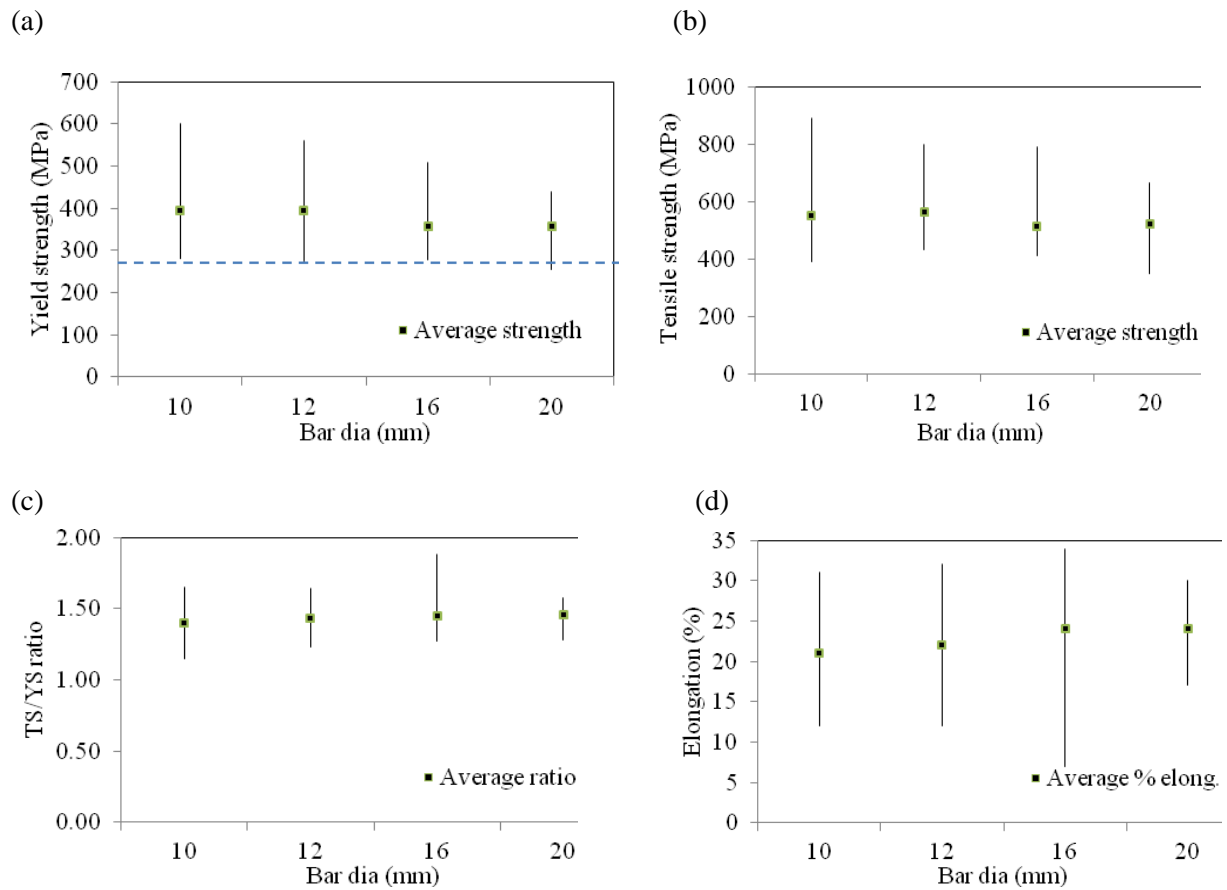 (a)
Yield strength (MPa)
700
600
500
400
300
200
100
0
10 12 16 20
Bar dia (mm)
Average strength
(b)
Tensile strength (MPa)
1000
800
600
400
200
0
10 12 16 20
Bar dia (mm)
Average strength
(c)
TS/YS ratio
2.00
1.50
1.00
0.50
0.00
10 12 16 20
Bar dia (mm)
Average ratio
(d)
Elongation (%)
35
30
25
20
15
10
5
0
10 12 16 20
Bar dia (mm)
Average % elong.